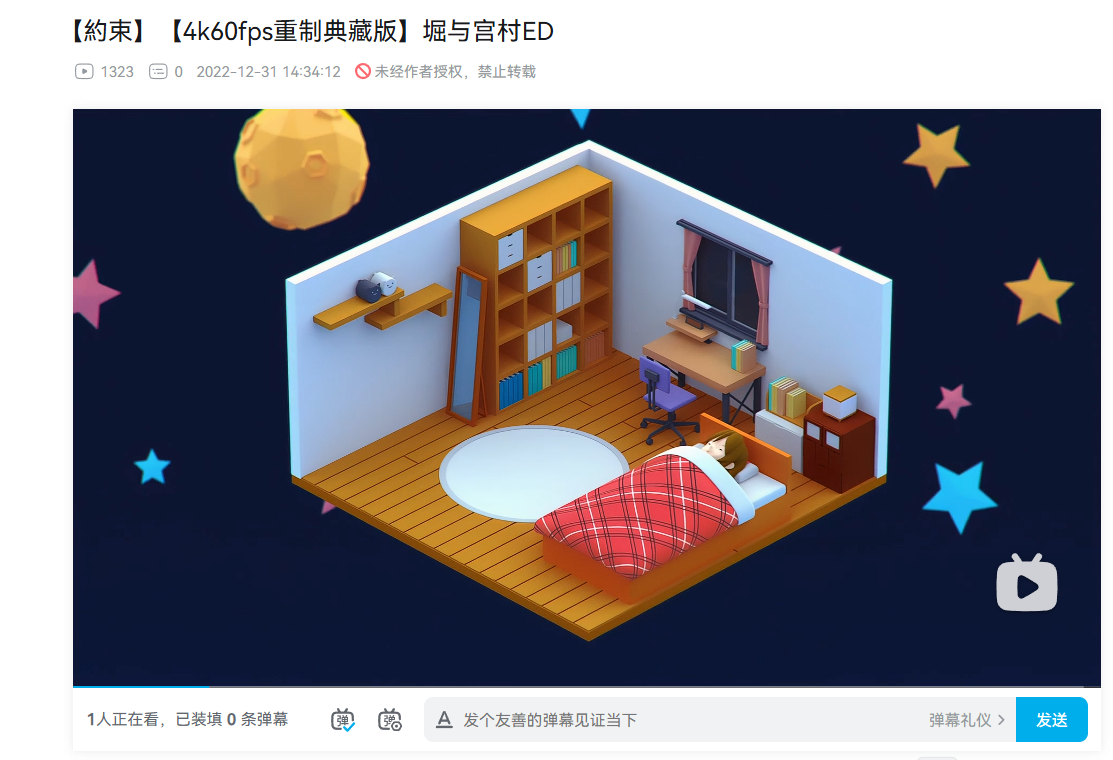 【約束】【4k60fps重制典藏版】堀与宫村ED
1323 0 2022-12-31 14:34:12 未经作者授权，禁止转载
1人正在看，已装填 0 条弹幕 弹 弹 A 发个友善的弹幕见证当下 弹幕礼仪 > 发送